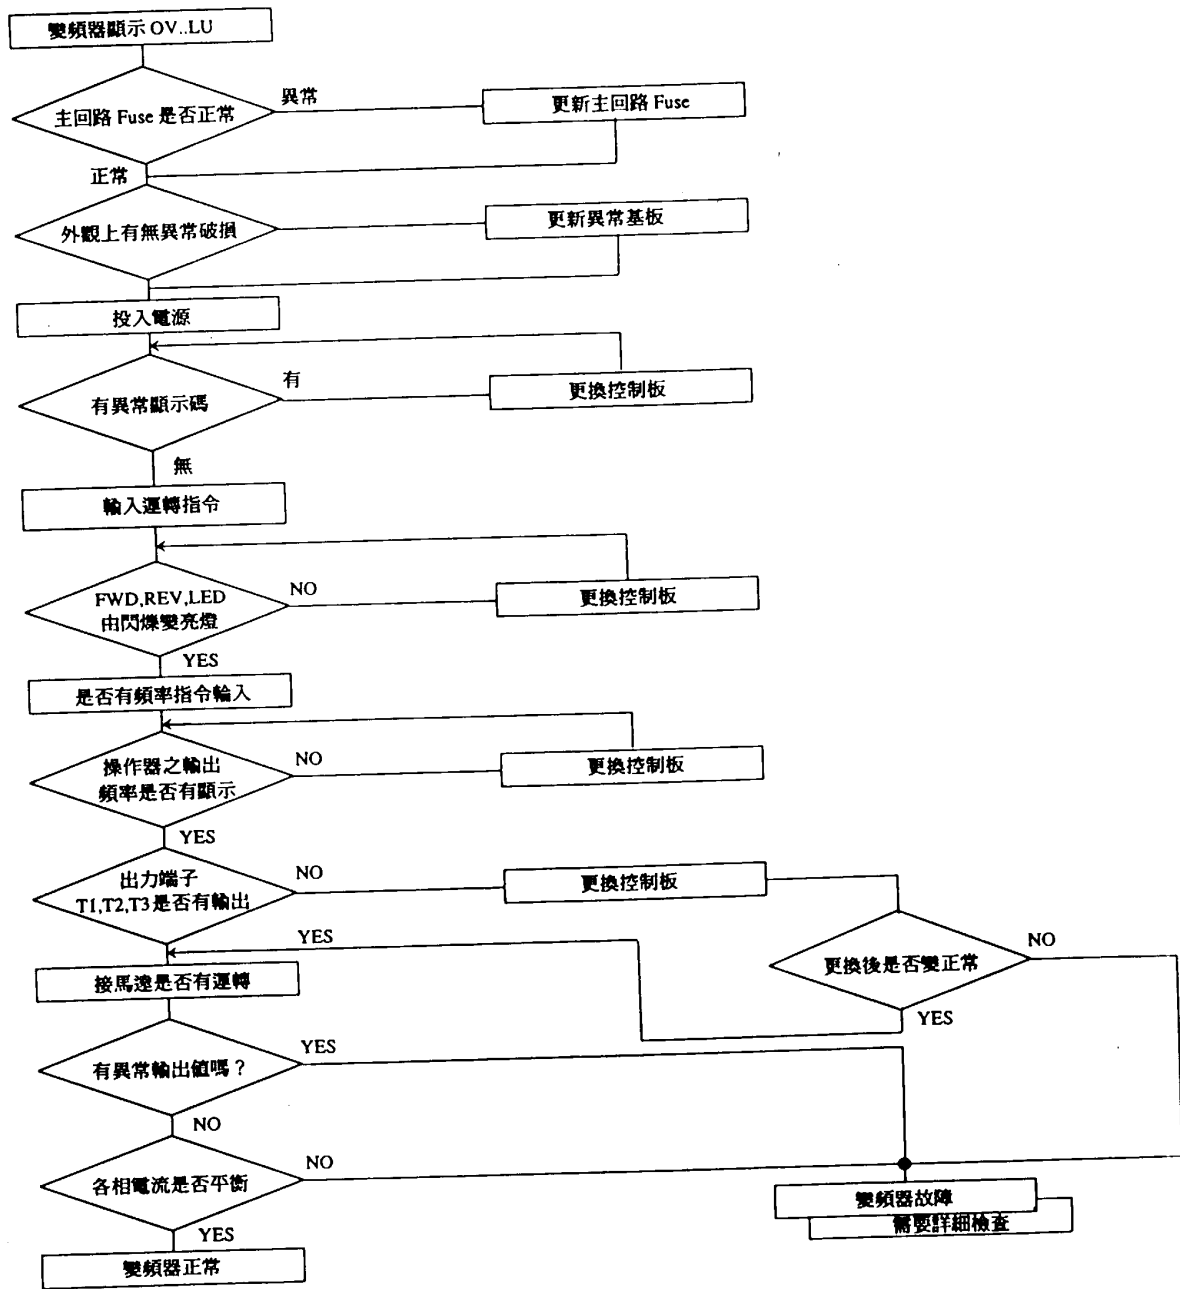 變頻器顯示 OV..LU
主回路 Fuse 是否正常
異常
更新主回路 Fuse
正常
外觀上有無異常破損
更新異常基板
投入電源
有異常顯示碼
有
更換控制板
無
輸入運轉指令
FWD,REV,LED
由閃爍變亮燈
NO
更換控制板
YES
是否有頻率指令輸入
操作器之輸出
頻率是否有顯示
NO
更換控制板
YES
出力端子
T1,T2,T3是否有輸出
NO
更換控制板
YES
更換後是否變正常
NO
YES
接馬達是否有運轉
有異常輸出值嗎？
YES
NO
各相電流是否平衡
NO
YES
變頻器故障
需要詳細檢查
變頻器正常